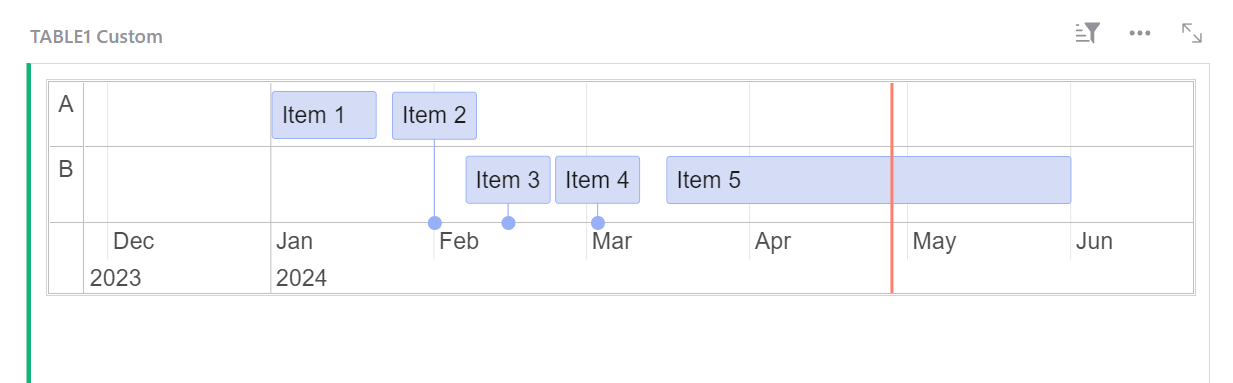 TABLE1 Custom
A
Item 1 Item 2
B
Item 3 Item 4 Item 5
Dec Jan Feb Mar Apr May Jun
2023 2024